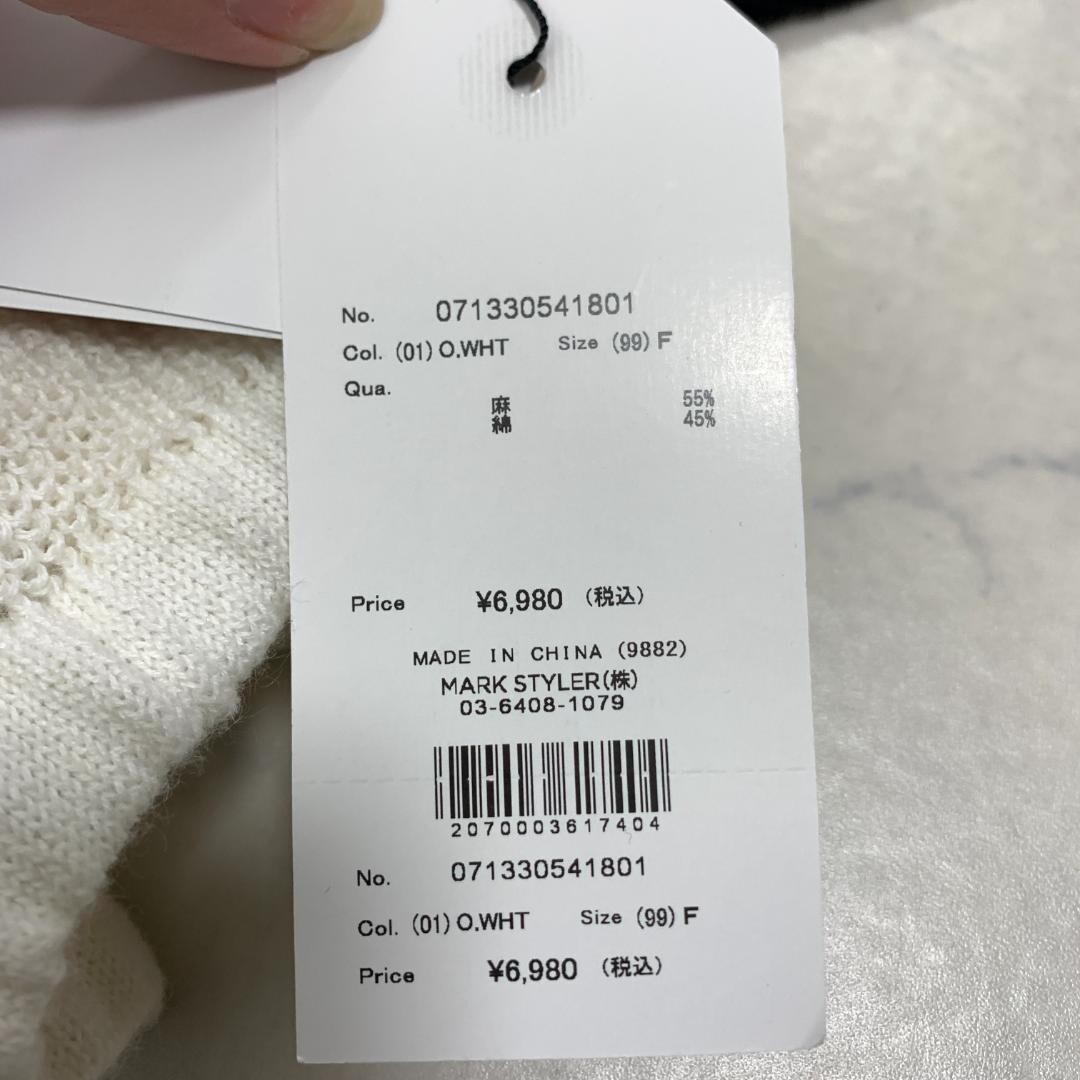 No. 071330541801
Col. (01) O.WHT Size (99) F
Qua.
麻 55%
綿 45%
Price ¥6,980 (税込)
MADE IN CHINA (9882)
MARK STYLER(株)
03-6408-1079
2070003617404
No. 071330541801
Col. (01) O.WHT Size (99) F
Price ¥6,980 (税込)